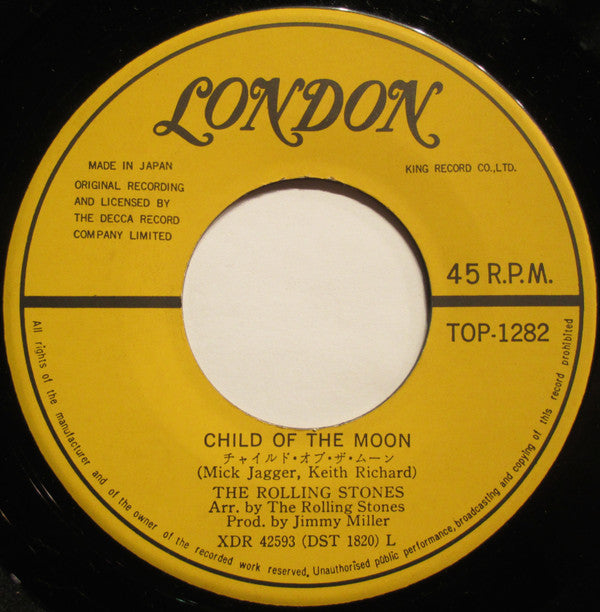 LONDON
MADE IN JAPAN
ORIGINAL RECORDING
AND LICENSED BY
THE DECCA RECORD
COMPANY LIMITED
KING RECORD CO.,LTD.
45 R.P.M.
TOP-1282
CHILD OF THE MOON
チャイルド・オブ・ザ・ムーン
(Mick Jagger, Keith Richard)
THE ROLLING STONES
Arr. by The Rolling Stones
Prod. by Jimmy Miller
XDR 42593 (DST 1820) L
All rights of the manufacturer and of the owner of the recorded work reserved. Unauthorised public performance, broadcasting and copying of this record prohibited